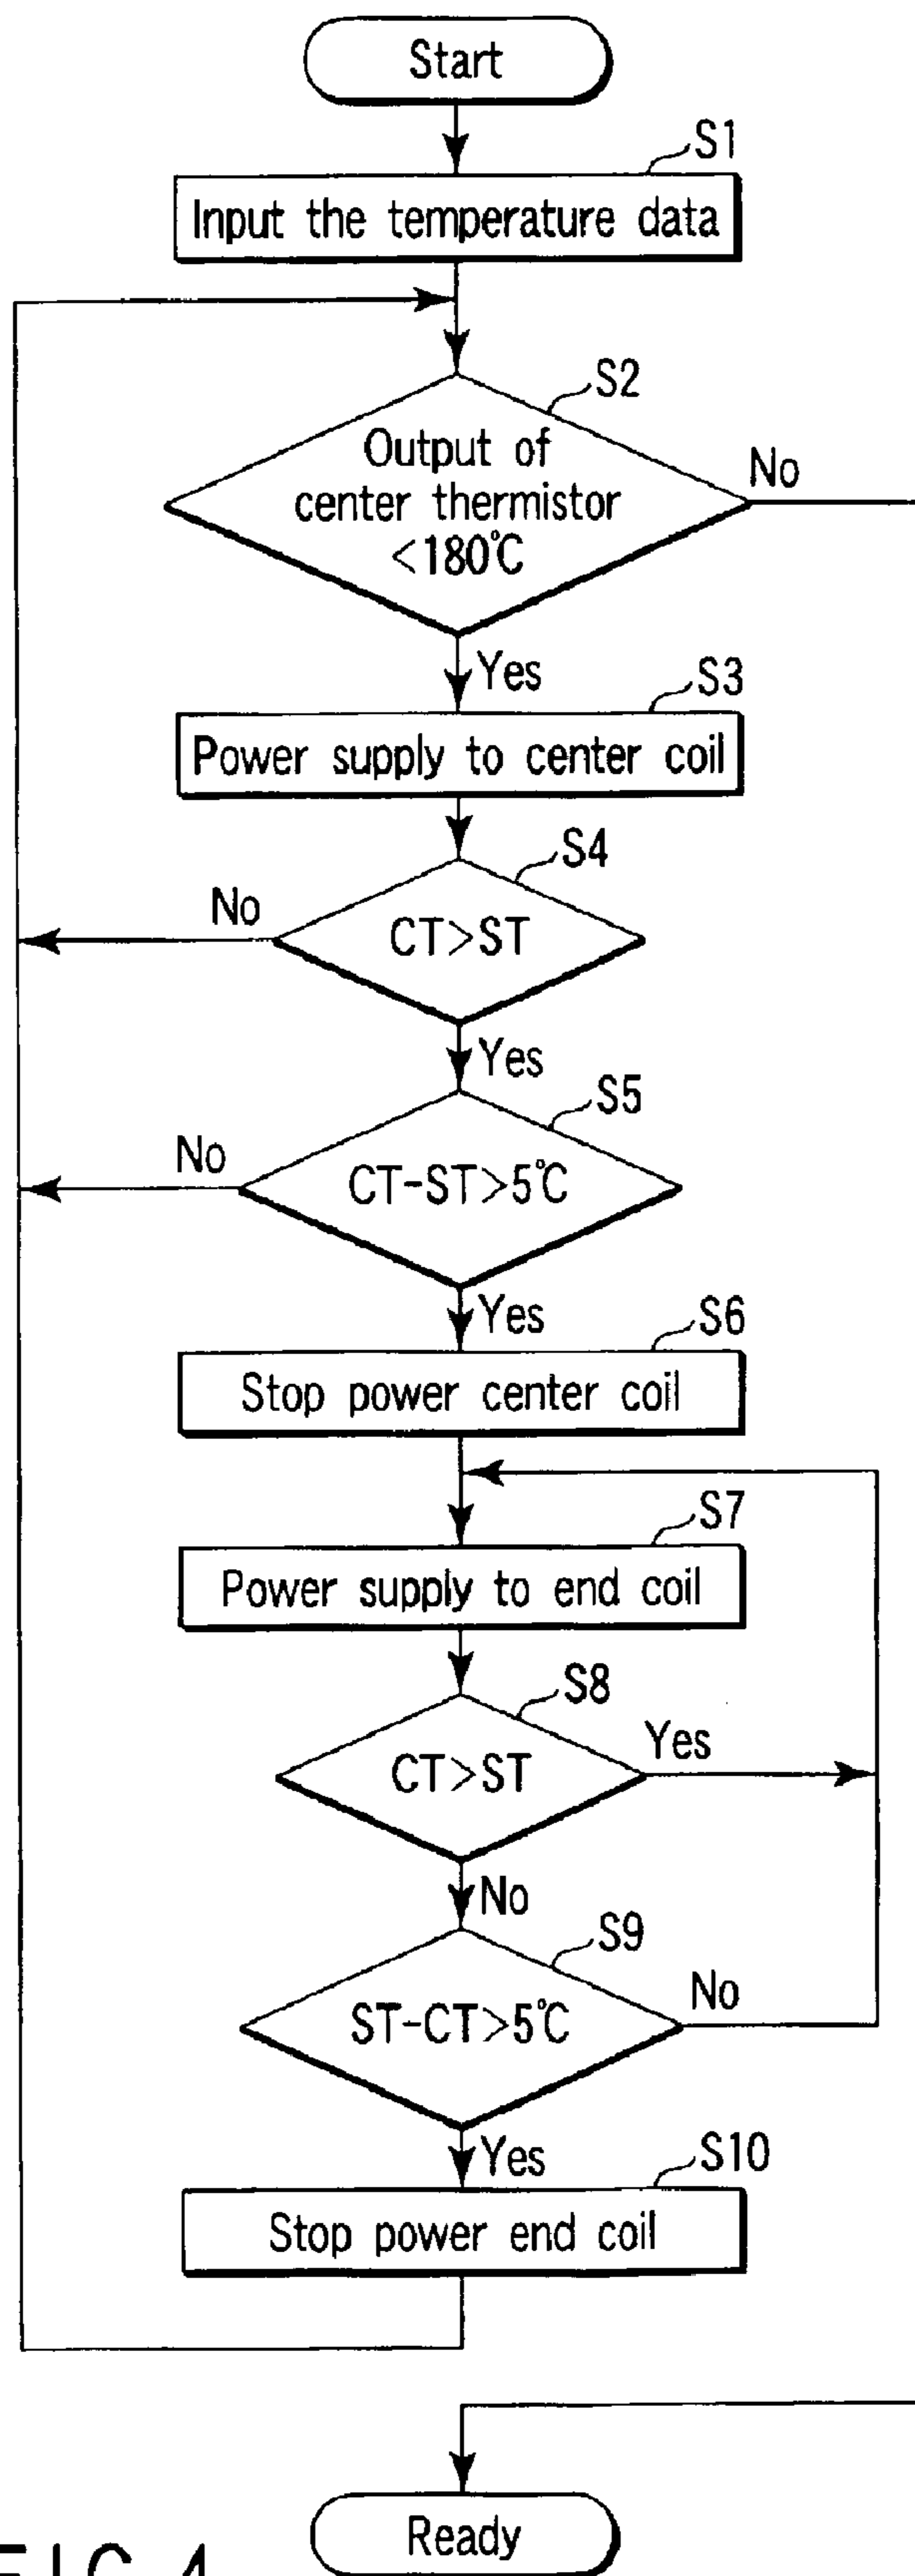 Start
S1
Input the temperature data
S2
Output of
center thermistor
<180°C
No
Yes
S3
Power supply to center coil
S4
No
CT>ST
Yes
S5
No
CT-ST>5°C
Yes
S6
Stop power center coil
S7
Power supply to end coil
S8
Yes
CT>ST
No
S9
No
ST-CT>5°C
Yes
S10
Stop power end coil
Ready